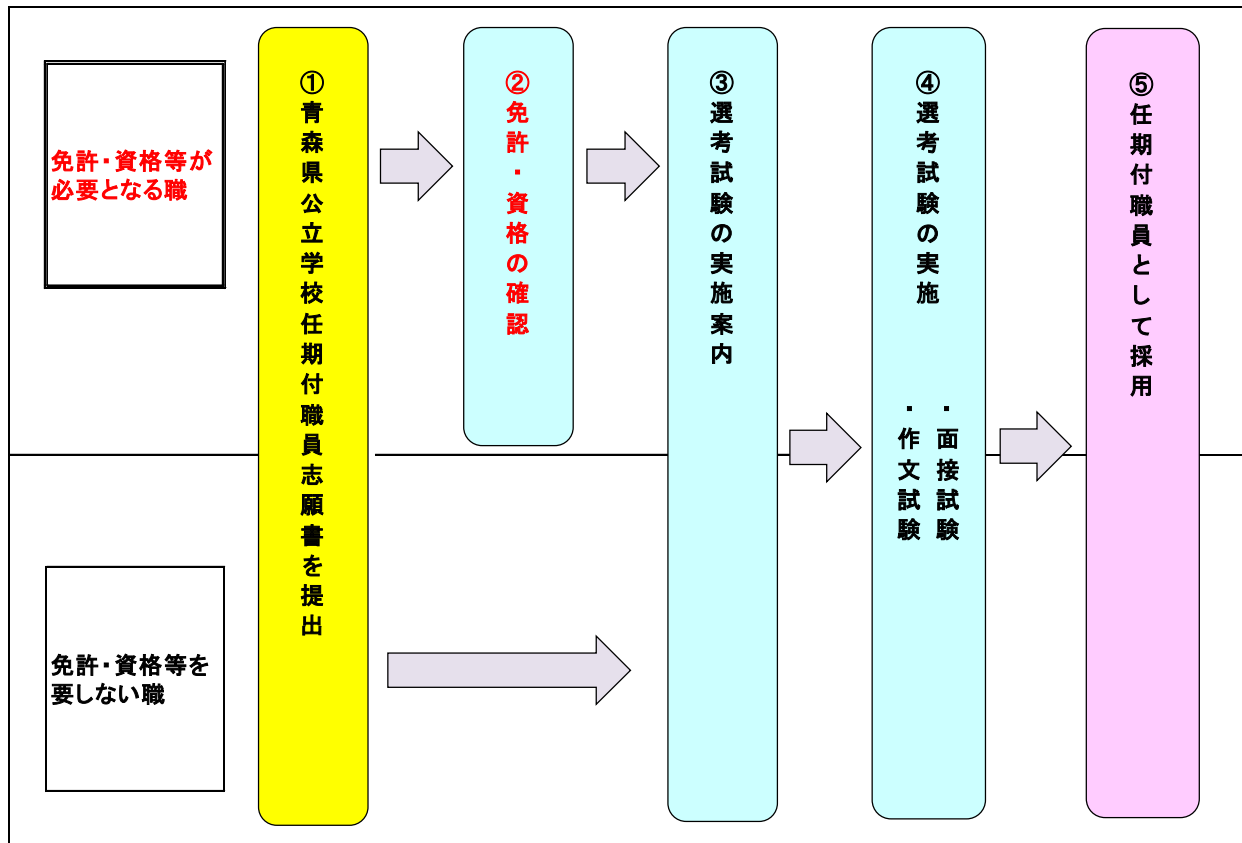 免許・資格等が
必要となる職
①青森県公立学校任期付職員志願書を提出
②免許・資格の確認
③選考試験の実施案内
④選考試験の実施
・面接試験
・作文試験
⑤任期付職員として採用
免許・資格等を
要しない職